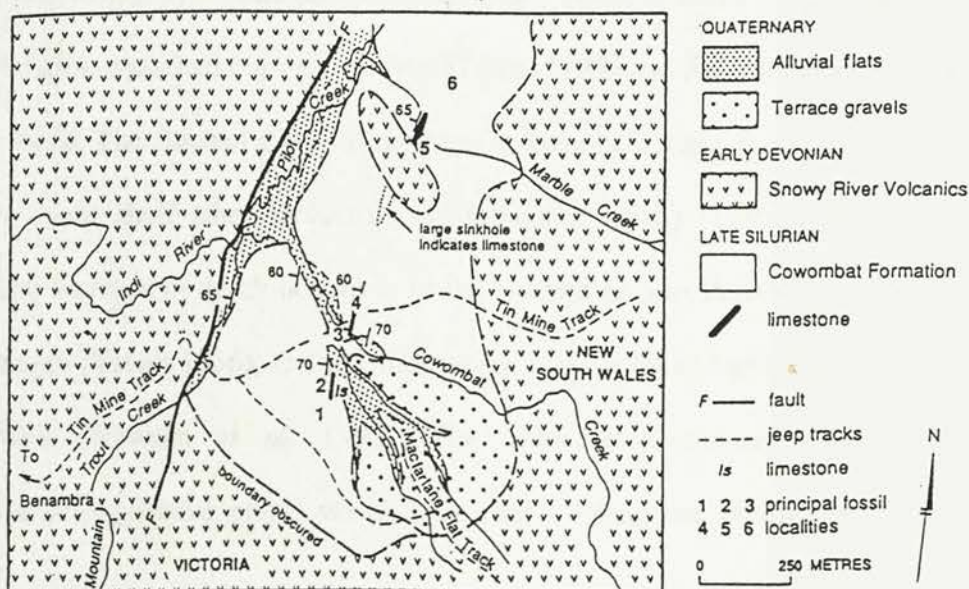 F
Pilot
Creek
6
65
5
Marble
Creek
large sinkhole
indicates limestone
Indi
River
80
60
4
65
3
70
Tin Mine Track
70
2
ls
1
Cowombat
Creek
NEW
SOUTH WALES
Tin Mine Track
Trout
Creek
To
Benambra
F
boundary obscured
Macfarlane Flat Track
Mountain
VICTORIA
QUATERNARY
Alluvial flats
Terrace gravels
EARLY DEVONIAN
Snowy River Volcanics
LATE SILURIAN
Cowombat Formation
limestone
F fault
jeep tracks
ls limestone
1 2 3 principal fossil
4 5 6 localities
N
0 250 METRES